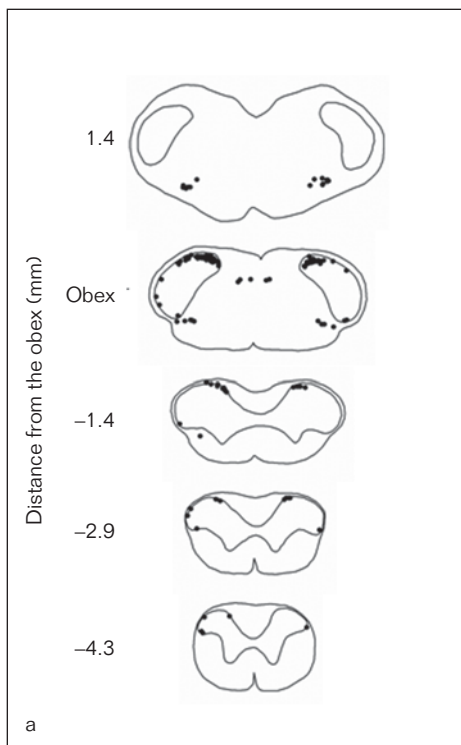 Distance from the obex (mm)
1.4
Obex
–1.4
–2.9
–4.3
a